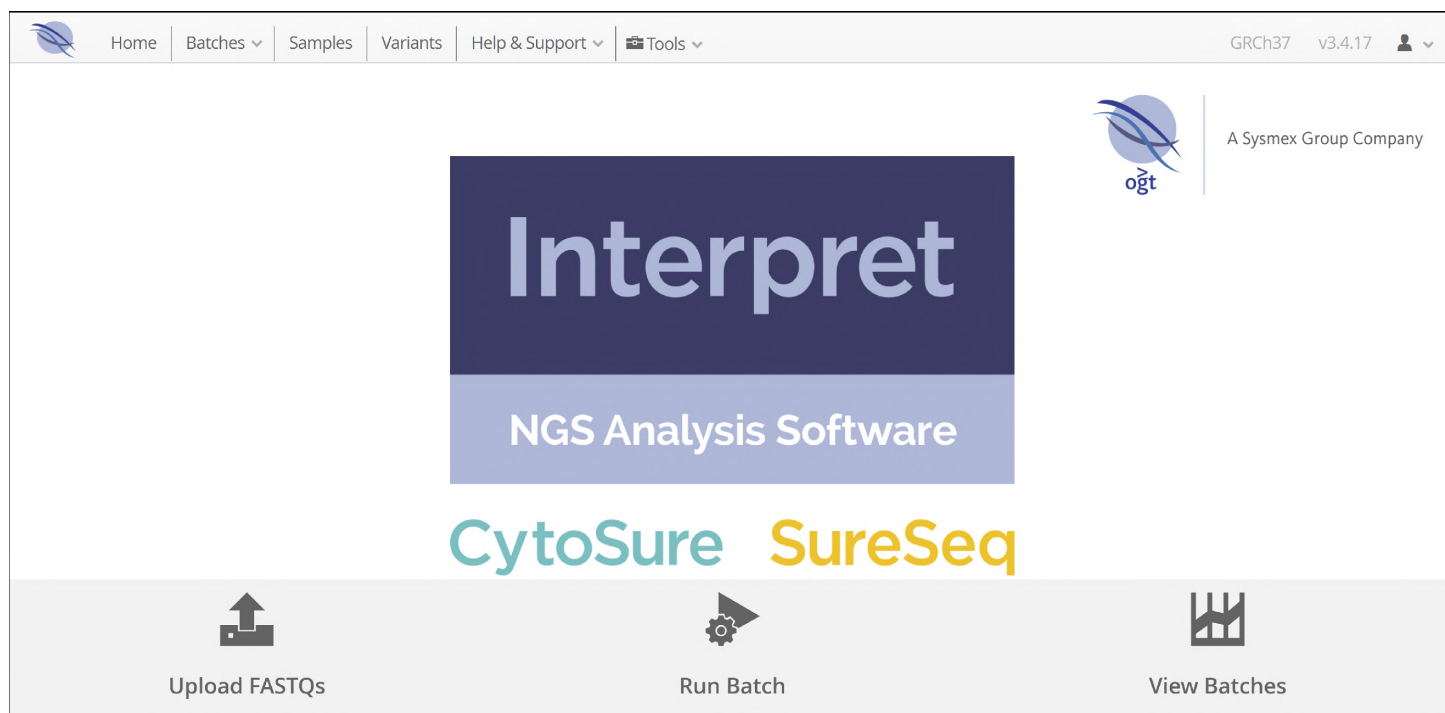 Home Batches Samples Variants Help & Support Tools GRCh37 v3.4.17
ogt
A Sysmex Group Company
Interpret
NGS Analysis Software
CytoSure SureSeq
Upload FASTQs Run Batch View Batches